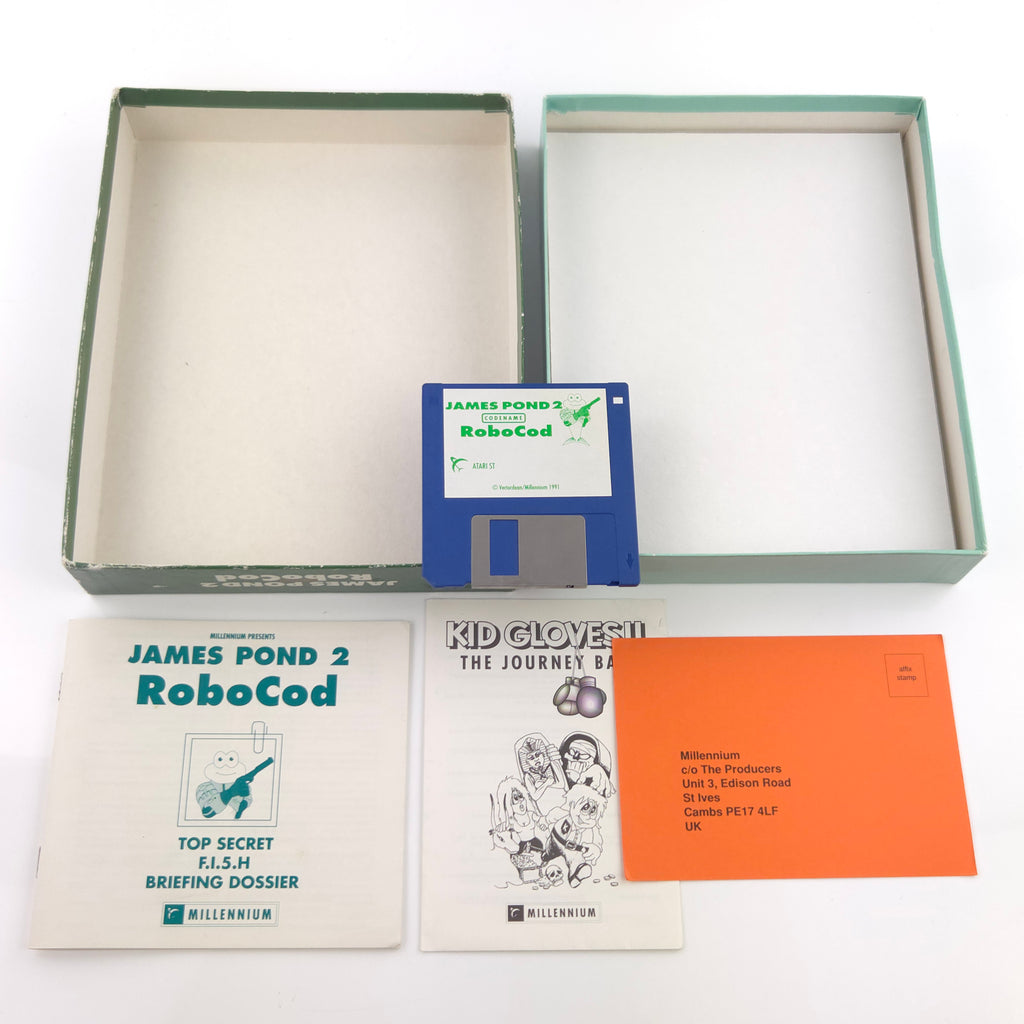 JAMES POND 2
RoboCod
JAMES POND 2
CODENAME
RoboCod
ATARI ST
© Vectordean/Millennium 1991
MILLENNIUM PRESENTS
JAMES POND 2
RoboCod
TOP SECRET
F.I.5.H
BRIEFING DOSSIER
MILLENNIUM
KID GLOVES II
THE JOURNEY BA
MILLENNIUM
affix
stamp
Millennium
c/o The Producers
Unit 3, Edison Road
St Ives
Cambs PE17 4LF
UK